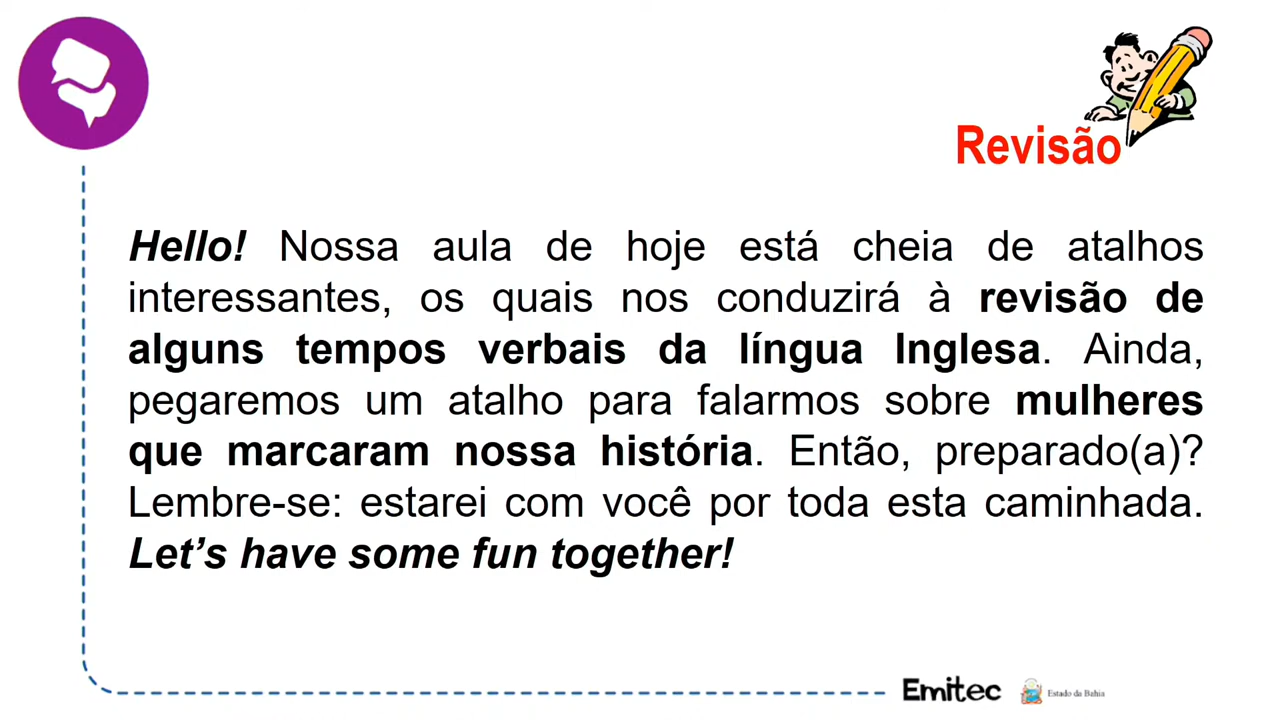 Revisão
Hello! Nossa aula de hoje está cheia de atalhos
interessantes, os quais nos conduzirá à revisão de
alguns tempos verbais da língua Inglesa. Ainda,
pegaremos um atalho para falarmos sobre mulheres
que marcaram nossa história. Então, preparado(a)?
Lembre-se: estarei com você por toda esta caminhada.
Let's have some fun together!
Emitec
Estado da Bahia